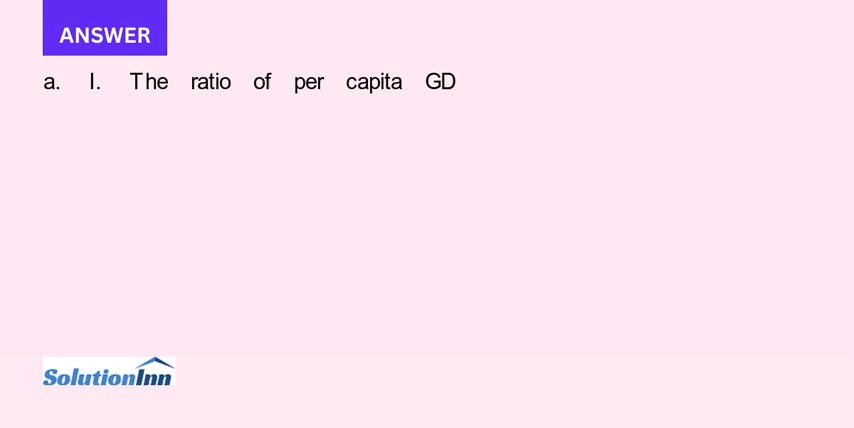 ANSWER
a. I. The ratio of per capita GD
SolutionInn